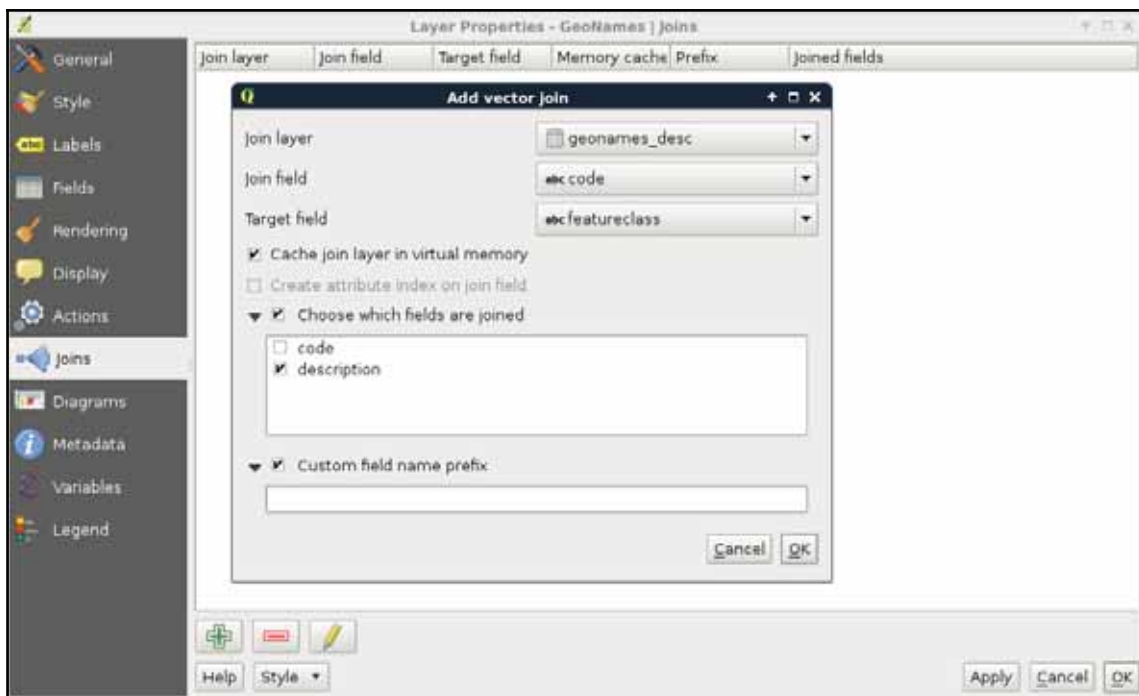 Layer Properties - GeoNames | Joins
General
Style
Labels
Fields
Rendering
Display
Actions
Joins
Diagrams
Metadata
Variables
Legend
Join layer Join field Target field Memory cache Prefix Joined fields
Add vector join
Join layer geonames_desc
Join field abc code
Target field abc featureclass
Cache join layer in virtual memory
Create attribute index on join field
Choose which fields are joined
code
description
Custom field name prefix
Cancel OK
Help Style Apply Cancel OK